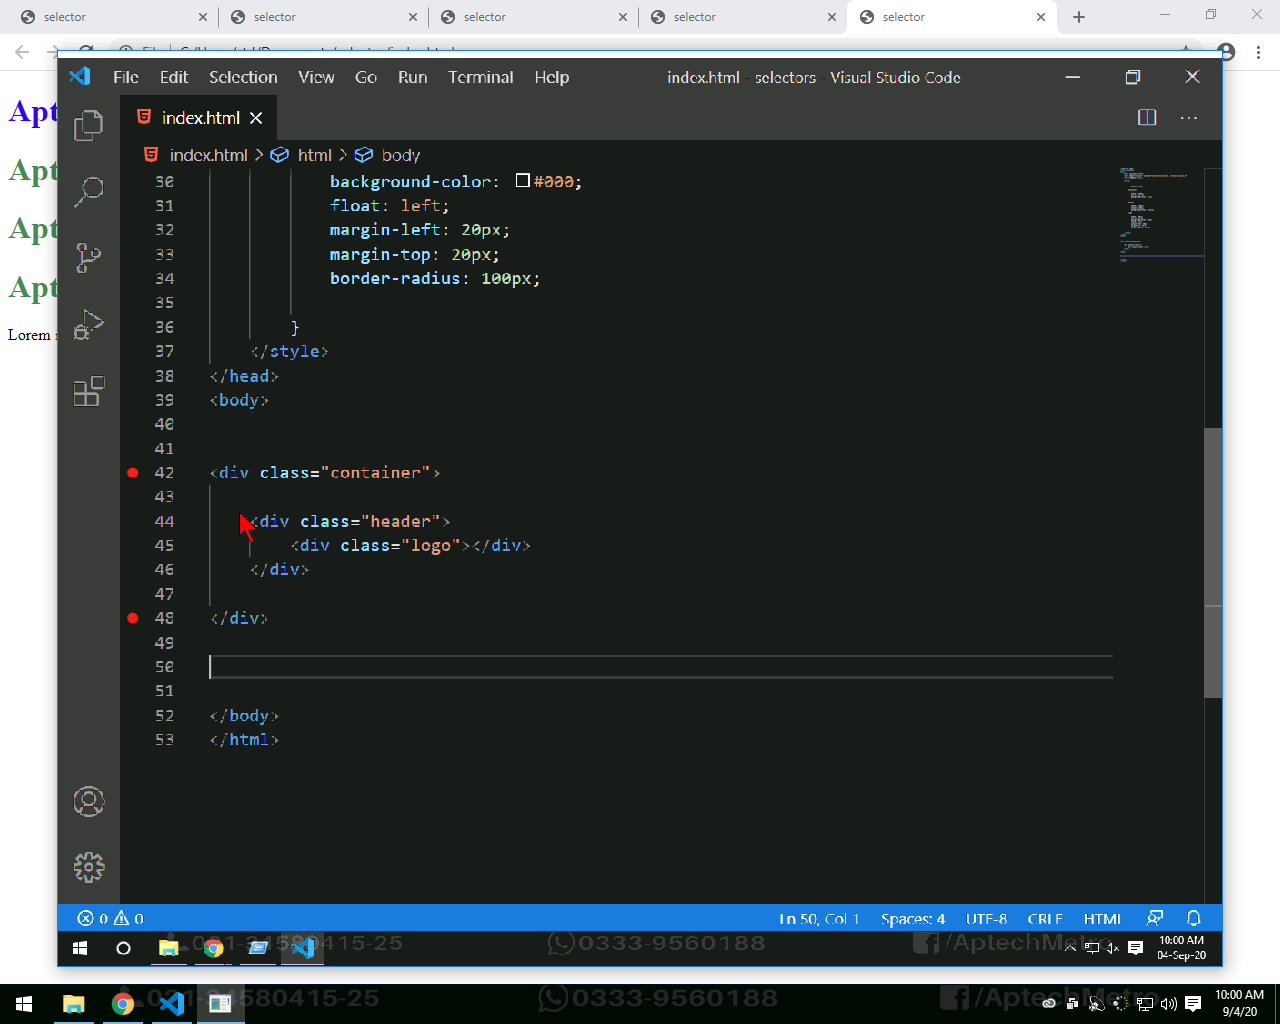 selector selector selector selector selector
File Edit Selection View Go Run Terminal Help index.html - selectors - Visual Studio Code
index.html
index.html > html > body
30 background-color: #000;
31 float: left;
32 margin-left: 20px;
33 margin-top: 20px;
34 border-radius: 100px;
35
36 }
37 </style>
38 </head>
39 <body>
40
41
42 <div class="container">
43
44 <div class="header">
45 <div class="logo"></div>
46 </div>
47
48 </div>
49
50
51
52 </body>
53 </html>
Apt
Apt
Apt
Apt
Lorem
0 0 Ln 50, Col 1 Spaces: 4 UTF-8 CRLF HTML
021-34580415-25 0333-9560188 /AptechMetro 10:00 AM
04-Sep-20
021-34580415-25 0333-9560188 /AptechMetro 10:00 AM
9/4/20